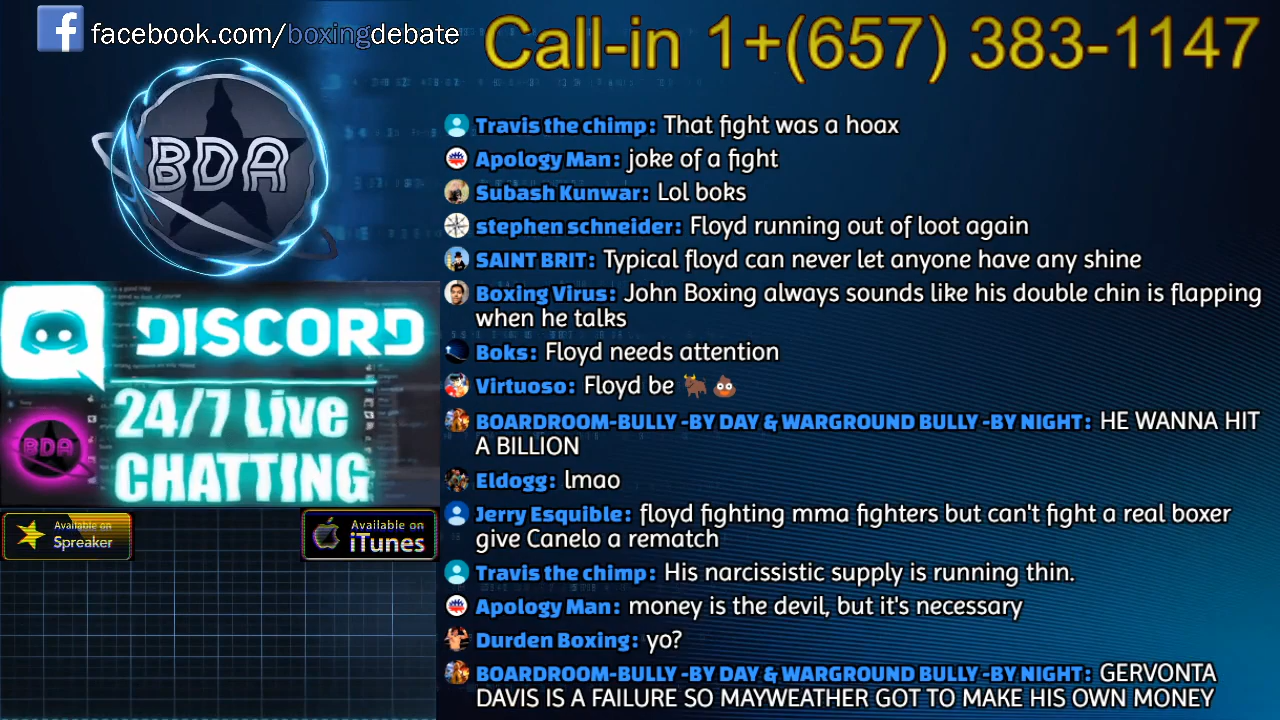 facebook.com/boxingdebate
Call-in 1+(657) 383-1147
BDA
Travis the chimp: That fight was a hoax
Apology Man: joke of a fight
Subash Kunwar: Lol boks
stephen schneider: Floyd running out of loot again
SAINT BRIT: Typical floyd can never let anyone have any shine
Boxing Virus: John Boxing always sounds like his double chin is flapping
when he talks
Boks: Floyd needs attention
Virtuoso: Floyd be 🐂 💩
BOARDROOM-BULLY -BY DAY & WARGROUND BULLY -BY NIGHT: HE WANNA HIT
A BILLION
Eldogg: lmao
Jerry Esquible: floyd fighting mma fighters but can't fight a real boxer
give Canelo a rematch
Travis the chimp: His narcissistic supply is running thin.
Apology Man: money is the devil, but it's necessary
Durden Boxing: yo?
BOARDROOM-BULLY -BY DAY & WARGROUND BULLY -BY NIGHT: GERVONTA
DAVIS IS A FAILURE SO MAYWEATHER GOT TO MAKE HIS OWN MONEY
DISCORD
24/7 Live
CHATTING
BDA
Available on
Spreaker
Available on
iTunes